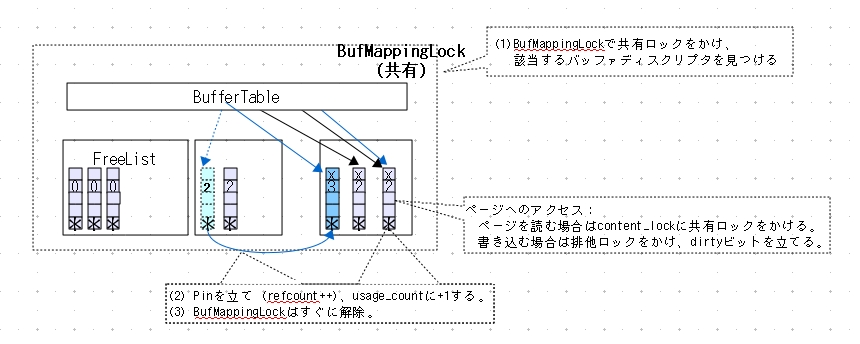 BufMappingLock
(共有)
(1)BufMappingLockで共有ロックをかけ、
該当するバッファディスクリプタを見つける
BufferTable
FreeList
0 0 0
2 2
X X X
3 2 2
* * * * * * * *
ページへのアクセス:
ページを読む場合はcontent_lockに共有ロックをかける。
書き込む場合は排他ロックをかけ、dirtyビットを立てる。
(2) Pinを立て (refcount++)、usage_countに+1する。
(3) BufMappingLockはすぐに解除。